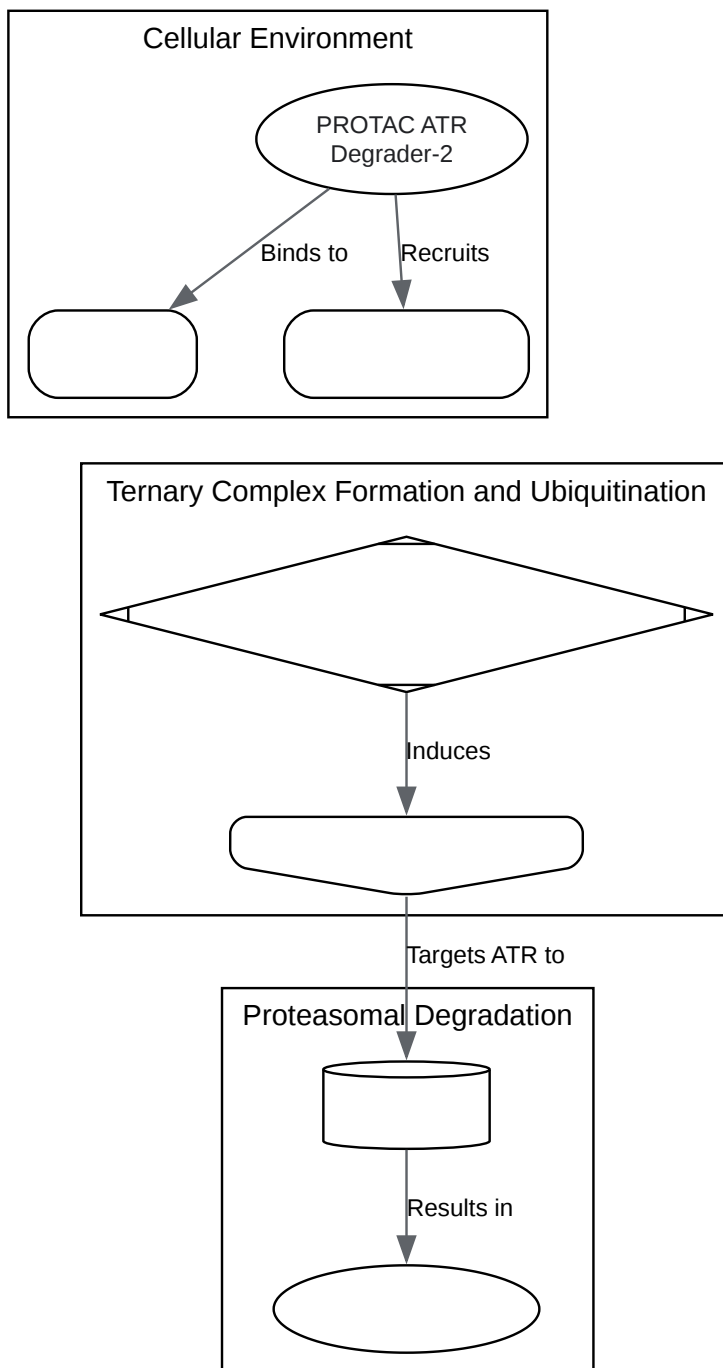 Cellular Environment
PROTAC ATR
Degrader-2
Binds to
Recruits
Ternary Complex Formation and Ubiquitination
Induces
Targets ATR to
Proteasomal Degradation
Results in